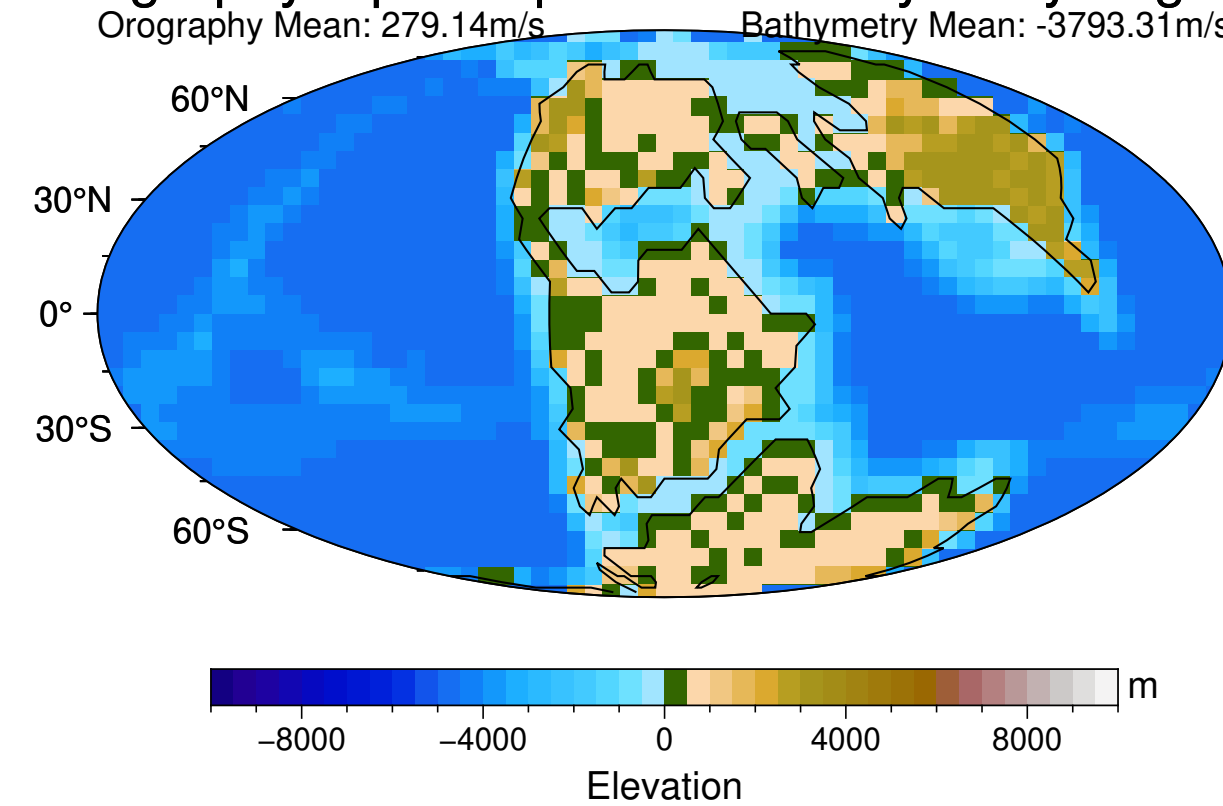 Orography Mean: 279.14m/s Bathymetry Mean: -3793.31m/s
60°N
30°N
0°
30°S
60°S
m
−8000 −4000 0 4000 8000
Elevation